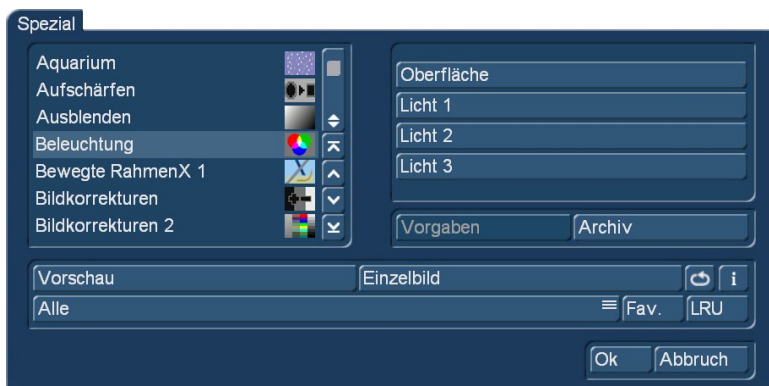 Spezial
Aquarium
Aufschärfen
Ausblenden
Beleuchtung
Bewegte RahmenX 1
Bildkorrekturen
Bildkorrekturen 2
Oberfläche
Licht 1
Licht 2
Licht 3
Vorgaben Archiv
Vorschau Einzelbild i
Alle Fav. LRU
Ok Abbruch